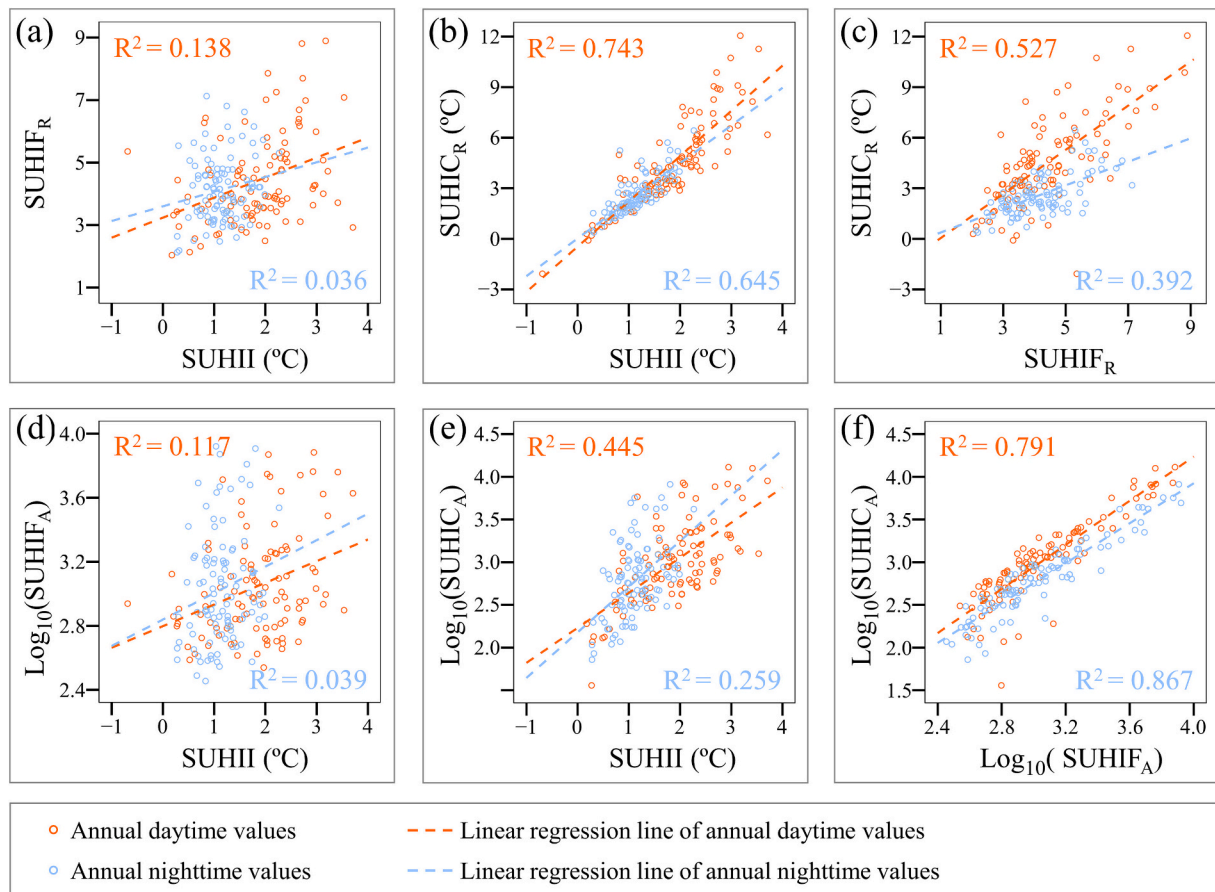 (a)
R² = 0.138
9
7
5
3
1
SUHIF_R
R² = 0.036
−1 0 1 2 3 4
SUHII (ºC)
(b)
R² = 0.743
12
9
6
3
0
−3
SUHIC_R (ºC)
R² = 0.645
−1 0 1 2 3 4
SUHII (ºC)
(c)
R² = 0.527
12
9
6
3
0
−3
SUHIC_R (ºC)
R² = 0.392
1 3 5 7 9
SUHIF_R
(d)
R² = 0.117
4.0
3.6
3.2
2.8
2.4
Log₁₀(SUHIF_A)
R² = 0.039
−1 0 1 2 3 4
SUHII (ºC)
(e)
R² = 0.445
4.5
4.0
3.5
3.0
2.5
2.0
Log₁₀(SUHIC_A)
R² = 0.259
−1 0 1 2 3 4
SUHII (ºC)
(f)
R² = 0.791
4.5
4.0
3.5
3.0
2.5
2.0
1.5
Log₁₀(SUHIC_A)
R² = 0.867
2.4 2.8 3.2 3.6 4.0
Log₁₀( SUHIF_A)
Annual daytime values
Linear regression line of annual daytime values
Annual nighttime values
Linear regression line of annual nighttime values